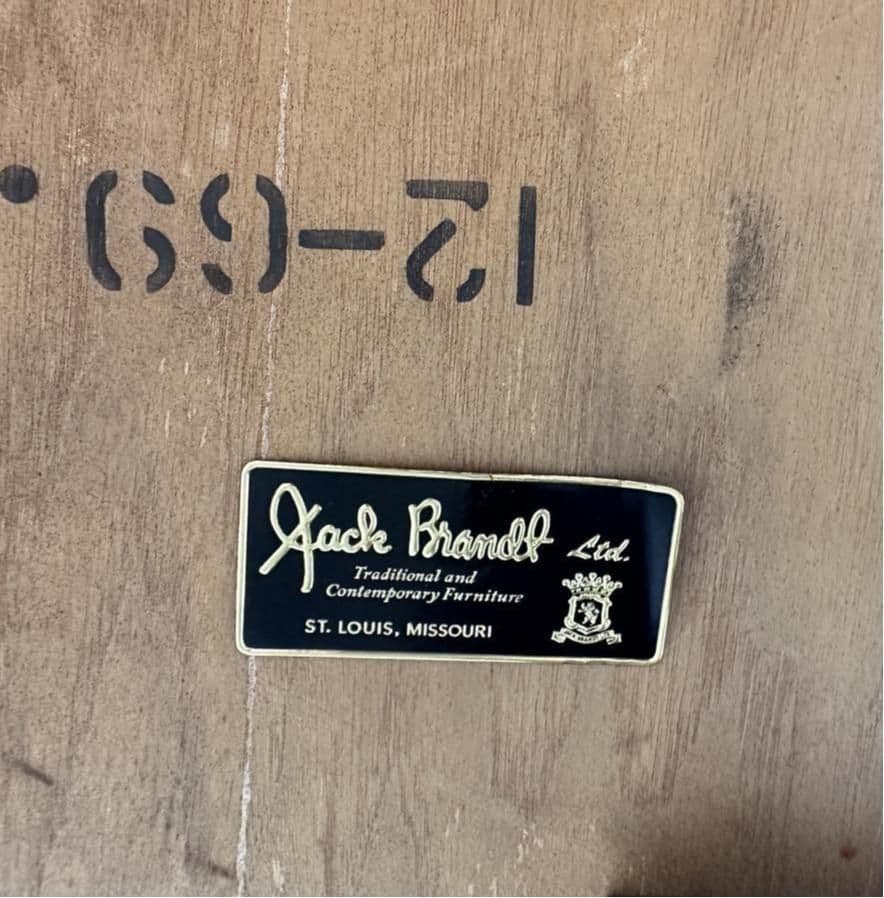 12-69.
Jack Brandt Ltd.
Traditional and
Contemporary Furniture
ST. LOUIS, MISSOURI